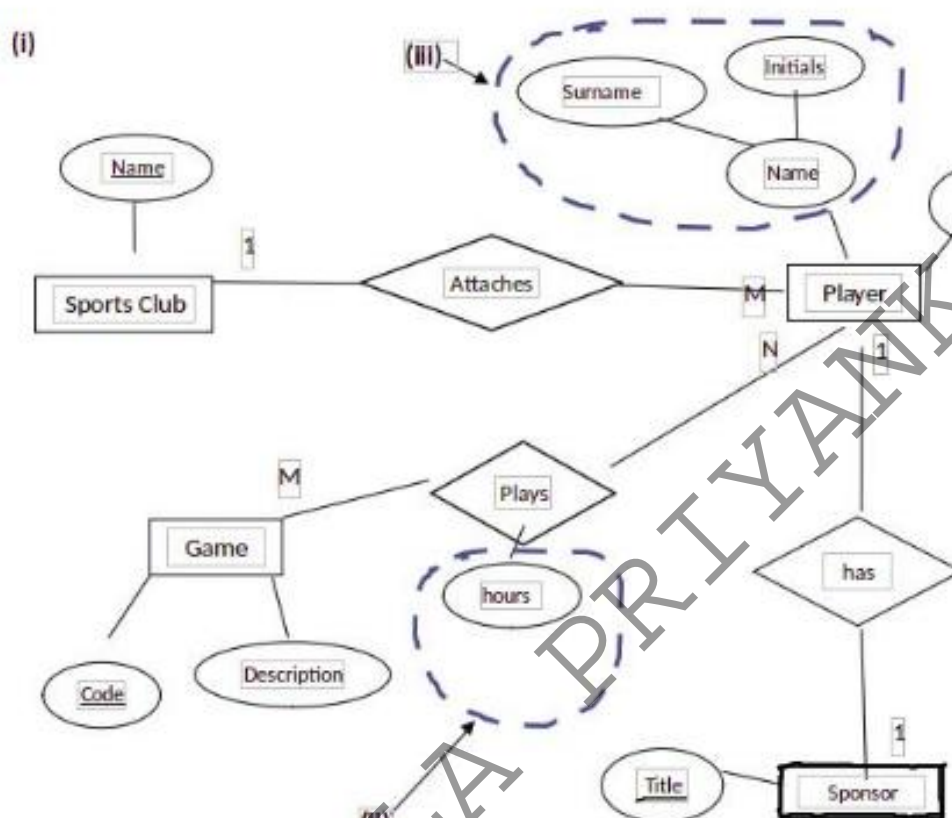 (i)
(iii)
Surname
Initials
Name
Name
1
Attaches
Sports Club
M
Player
N
1
M
Plays
Game
has
hours
Code
Description
1
Title
Sponsor
A PRIYANK